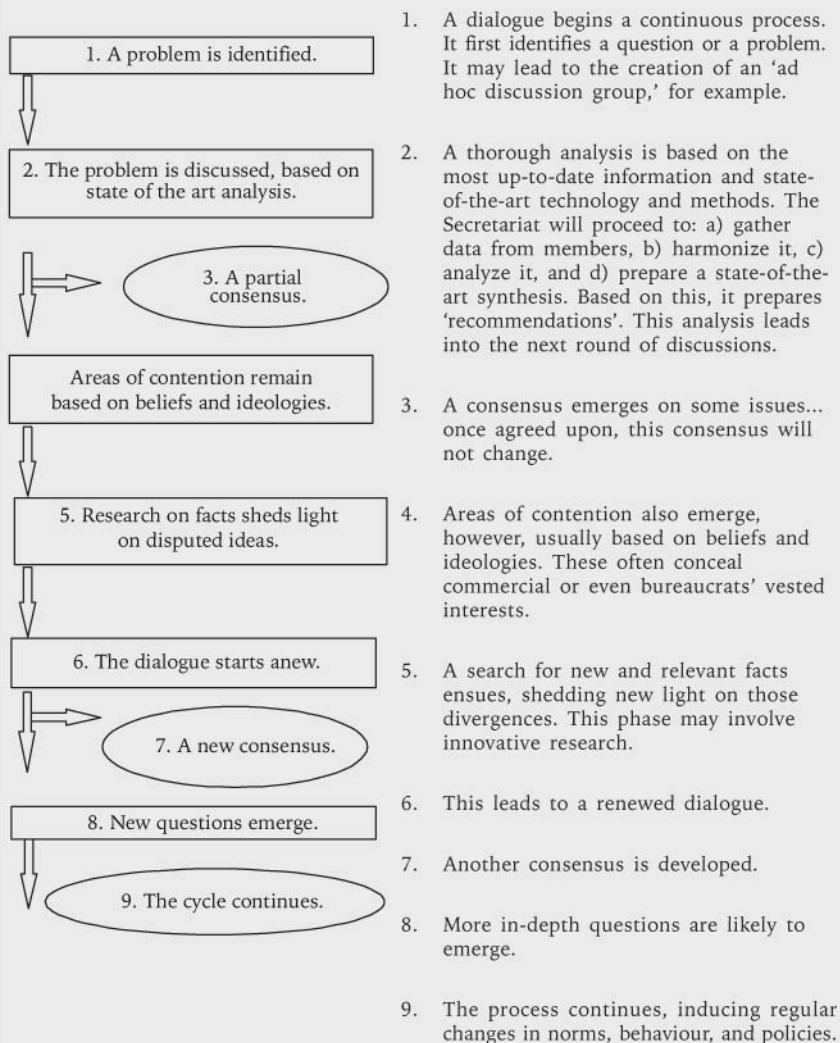 1. A problem is identified.
2. The problem is discussed, based on
state of the art analysis.
3. A partial
consensus.
Areas of contention remain
based on beliefs and ideologies.
5. Research on facts sheds light
on disputed ideas.
6. The dialogue starts anew.
7. A new consensus.
8. New questions emerge.
9. The cycle continues.
1. A dialogue begins a continuous process.
It first identifies a question or a problem.
It may lead to the creation of an ‘ad
hoc discussion group,’ for example.
2. A thorough analysis is based on the
most up-to-date information and state-
of-the-art technology and methods. The
Secretariat will proceed to: a) gather
data from members, b) harmonize it, c)
analyze it, and d) prepare a state-of-the-
art synthesis. Based on this, it prepares
‘recommendations’. This analysis leads
into the next round of discussions.
3. A consensus emerges on some issues...
once agreed upon, this consensus will
not change.
4. Areas of contention also emerge,
however, usually based on beliefs and
ideologies. These often conceal
commercial or even bureaucrats’ vested
interests.
5. A search for new and relevant facts
ensues, shedding new light on those
divergences. This phase may involve
innovative research.
6. This leads to a renewed dialogue.
7. Another consensus is developed.
8. More in-depth questions are likely to
emerge.
9. The process continues, inducing regular
changes in norms, behaviour, and policies.